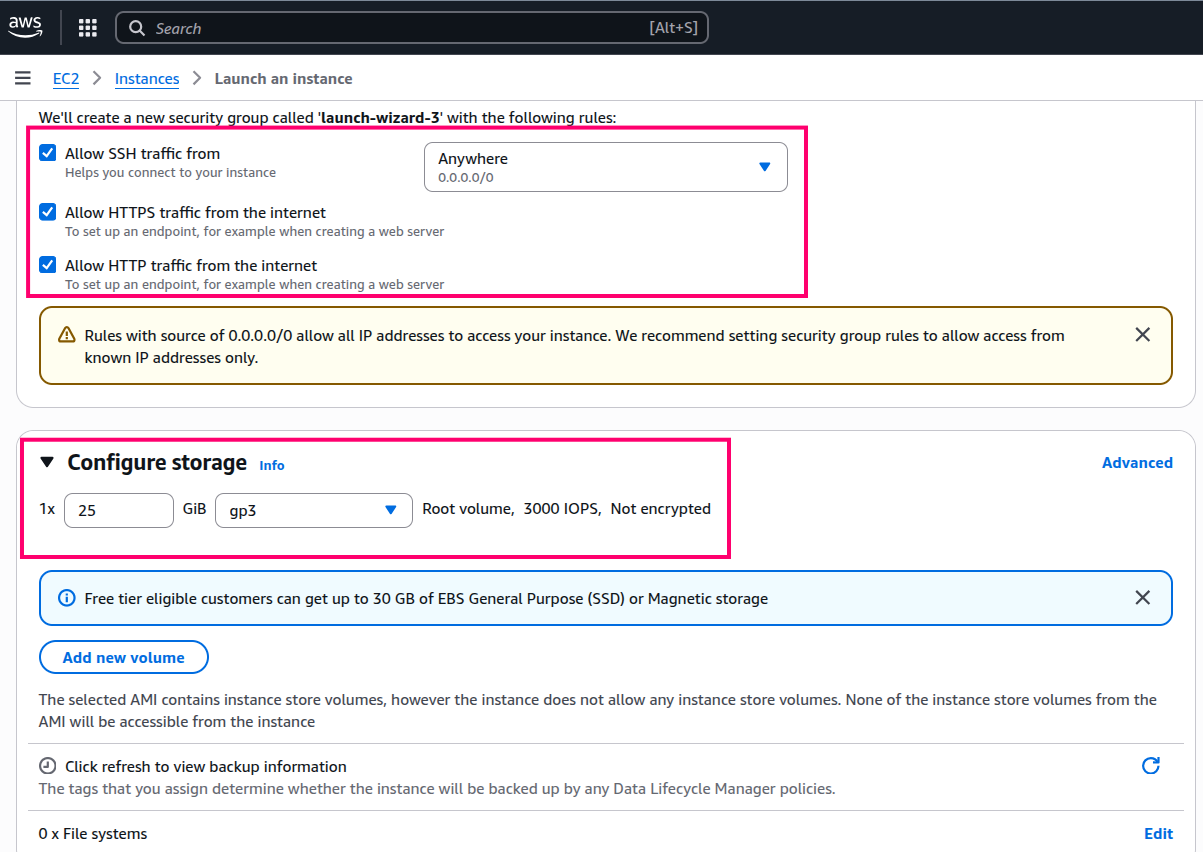 aws
Search [Alt+S]
EC2 Instances Launch an instance
We'll create a new security group called 'launch-wizard-3' with the following rules:
Allow SSH traffic from
Helps you connect to your instance
Anywhere
0.0.0.0/0
Allow HTTPS traffic from the internet
To set up an endpoint, for example when creating a web server
Allow HTTP traffic from the internet
To set up an endpoint, for example when creating a web server
Rules with source of 0.0.0.0/0 allow all IP addresses to access your instance. We recommend setting security group rules to allow access from
known IP addresses only.
Configure storage Info Advanced
1x 25 GiB gp3 Root volume, 3000 IOPS, Not encrypted
Free tier eligible customers can get up to 30 GB of EBS General Purpose (SSD) or Magnetic storage
Add new volume
The selected AMI contains instance store volumes, however the instance does not allow any instance store volumes. None of the instance store volumes from the
AMI will be accessible from the instance
Click refresh to view backup information
The tags that you assign determine whether the instance will be backed up by any Data Lifecycle Manager policies.
0 x File systems Edit